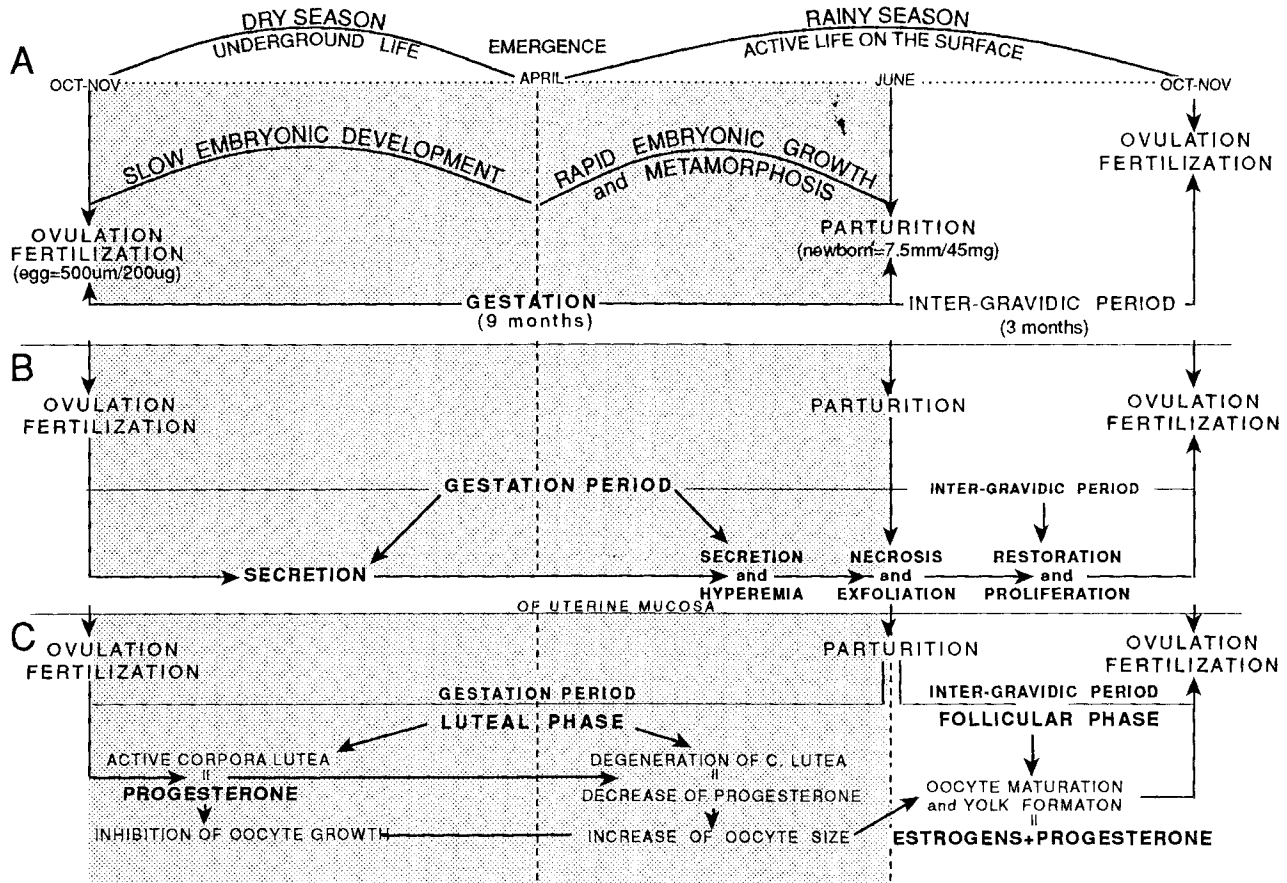 A
DRY SEASON
UNDERGROUND LIFE
EMERGENCE
RAINY SEASON
ACTIVE LIFE ON THE SURFACE
OCT-NOV
APRIL
JUNE
OCT-NOV
SLOW EMBRYONIC DEVELOPMENT
RAPID EMBRYONIC GROWTH
and METAMORPHOSIS
OVULATION
FERTILIZATION
OVULATION
FERTILIZATION
(egg=500um/200ug)
PARTURITION
(newborn=7.5mm/45mg)
GESTATION
(9 months)
INTER-GRAVIDIC PERIOD
(3 months)
B
OVULATION
FERTILIZATION
PARTURITION
OVULATION
FERTILIZATION
GESTATION PERIOD
INTER-GRAVIDIC PERIOD
SECRETION
SECRETION
and
HYPEREMIA
NECROSIS
and
EXFOLIATION
RESTORATION
and
PROLIFERATION
OF UTERINE MUCOSA
C
OVULATION
FERTILIZATION
PARTURITION
OVULATION
FERTILIZATION
GESTATION PERIOD
LUTEAL PHASE
INTER-GRAVIDIC PERIOD
FOLLICULAR PHASE
ACTIVE CORPORA LUTEA
=
PROGESTERONE
INHIBITION OF OOCYTE GROWTH
DEGENERATION OF C. LUTEA
=
DECREASE OF PROGESTERONE
INCREASE OF OOCYTE SIZE
OOCYTE MATURATION
and YOLK FORMATON
=
ESTROGENS+PROGESTERONE